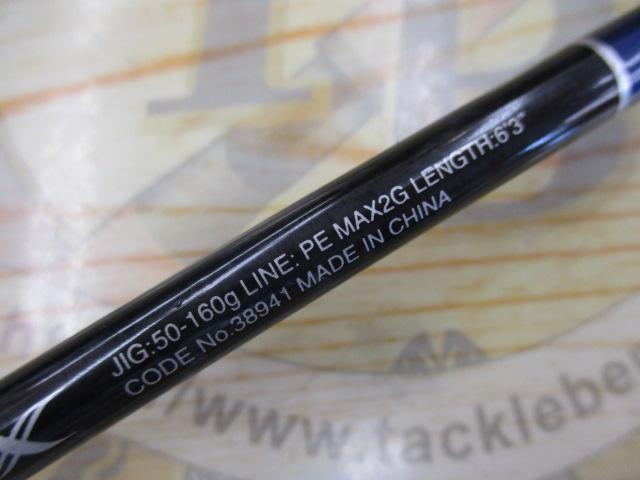 JIG:50-160g LINE: PE MAX2G LENGTH:6'3"
CODE No.38941 MADE IN CHINA
www.tackleber